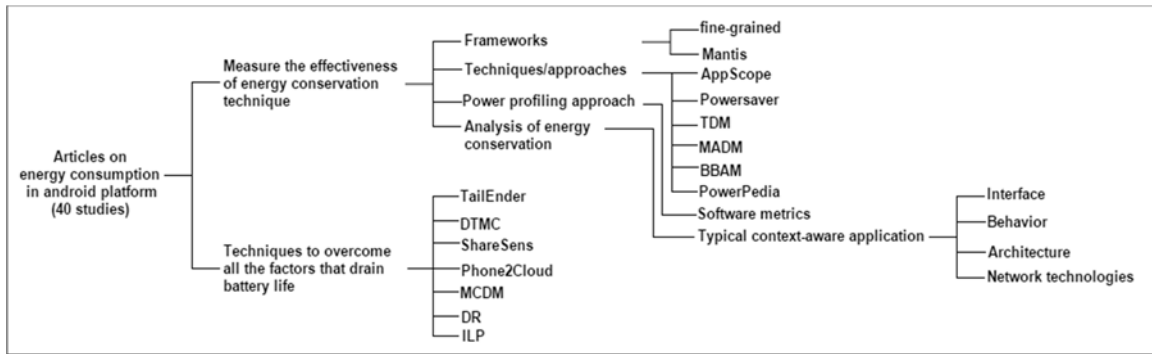 Articles on
energy consumption
in android platform
(40 studies)
Measure the effectiveness
of energy conservation
technique
Frameworks
fine-grained
Mantis
Techniques/approaches
AppScope
Powersaver
TDM
MADM
BBAM
PowerPedia
Power profiling approach
Software metrics
Analysis of energy
conservation
Typical context-aware application
Interface
Behavior
Architecture
Network technologies
Techniques to overcome
all the factors that drain
battery life
TailEnder
DTMC
ShareSens
Phone2Cloud
MCDM
DR
ILP